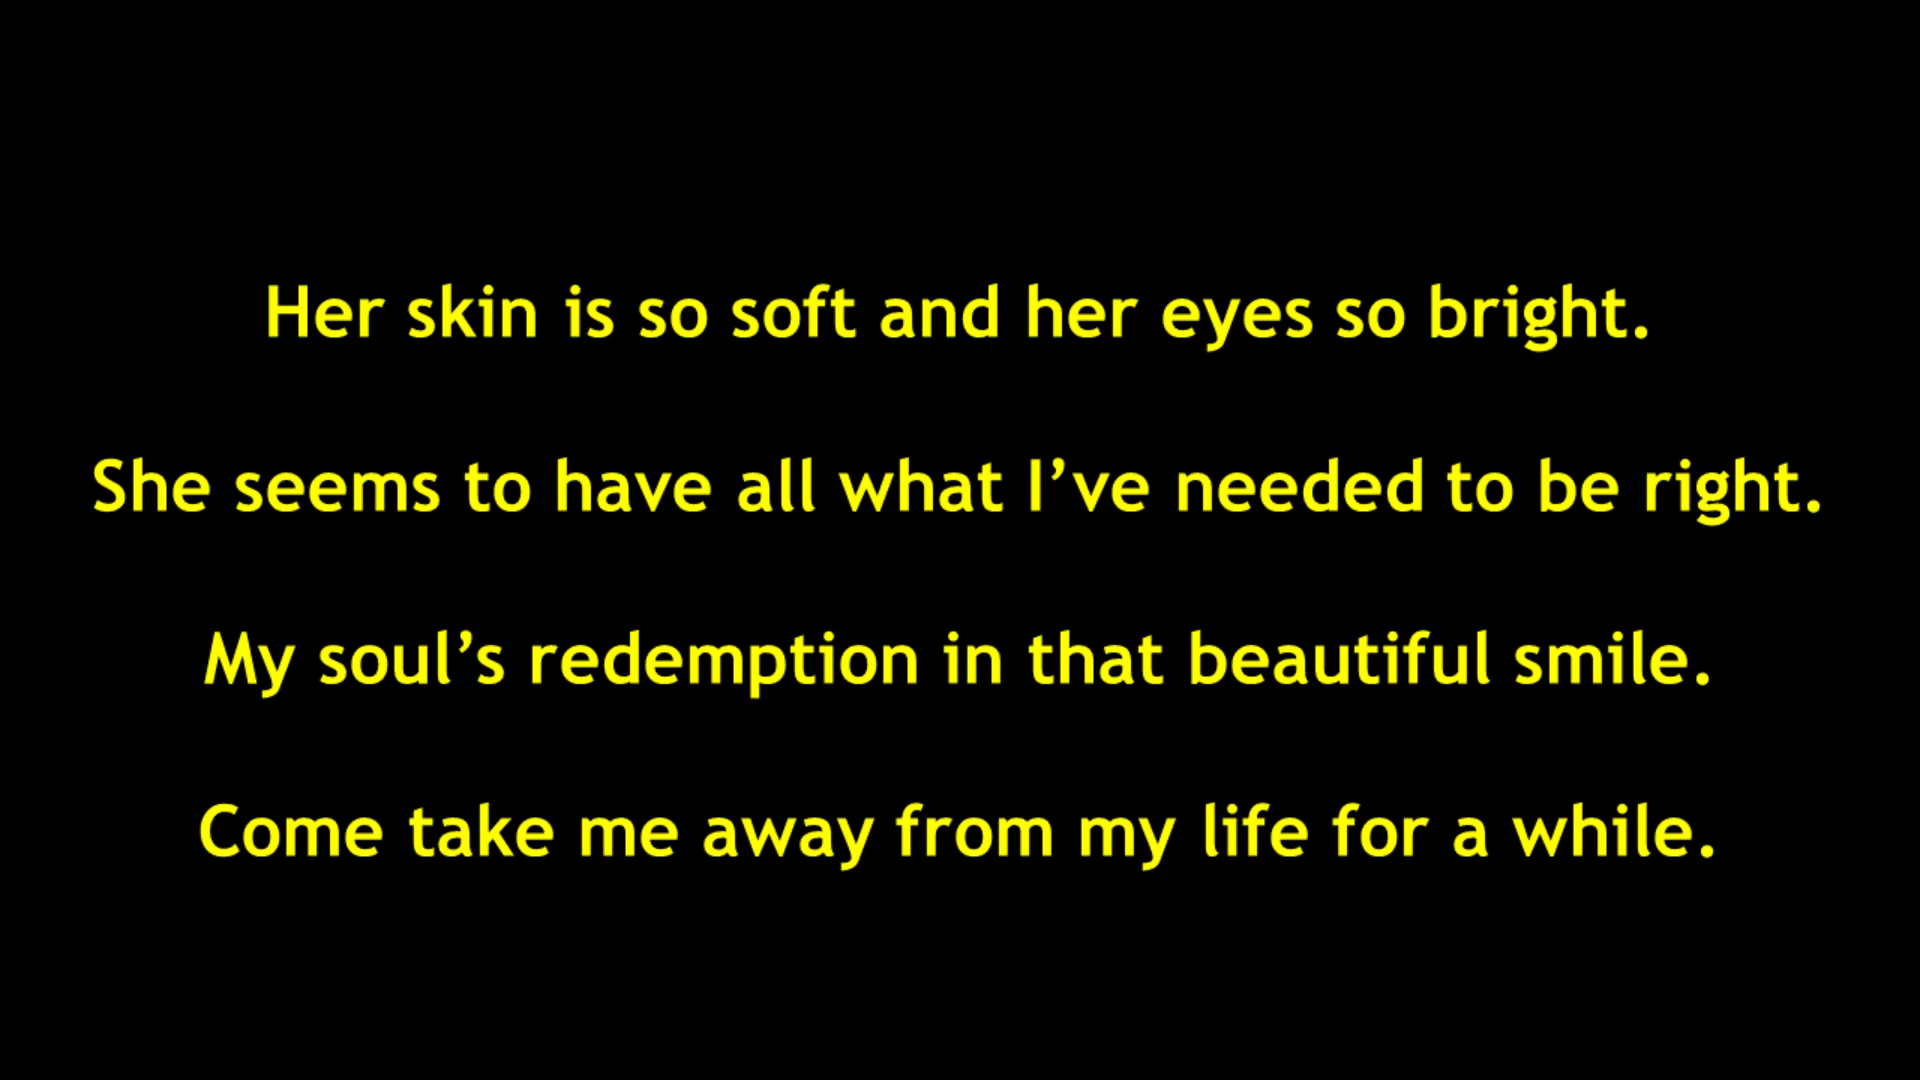 Her skin is so soft and her eyes so bright.
She seems to have all what I’ve needed to be right.
My soul’s redemption in that beautiful smile.
Come take me away from my life for a while.